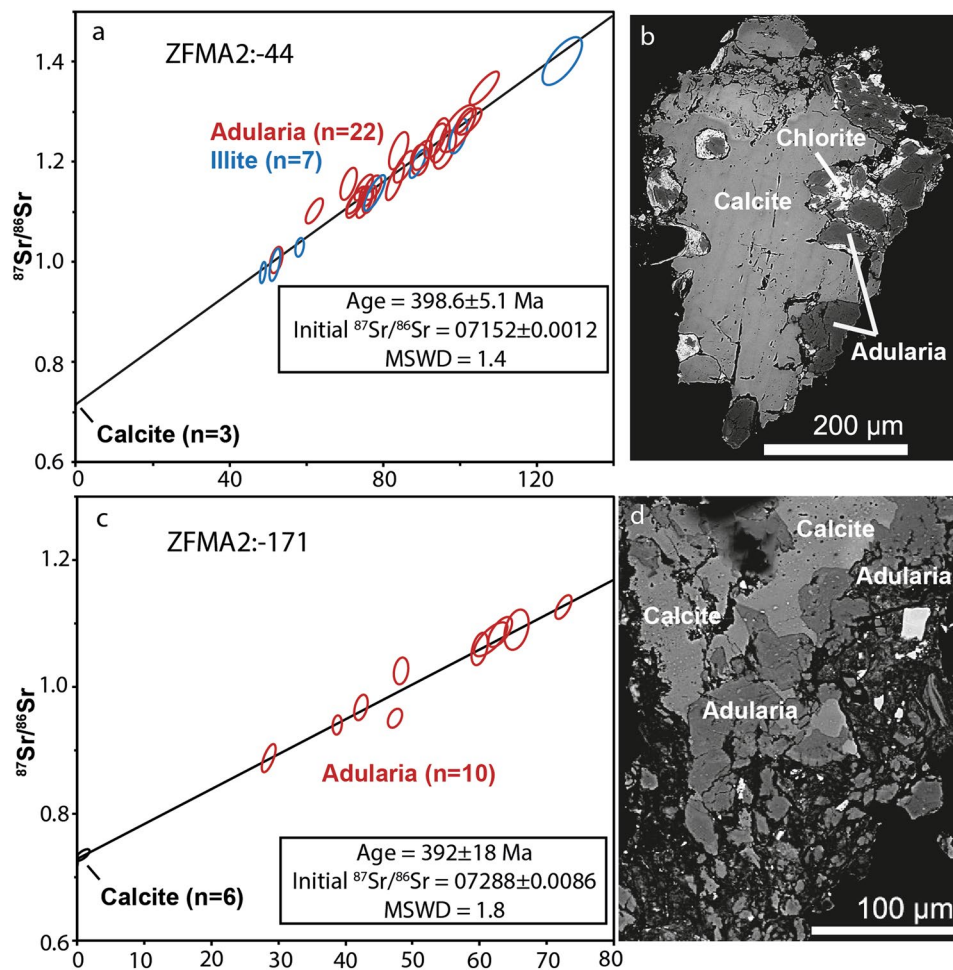 a
ZFMA2:-44
1.4
1.2
1.0
0.8
0.6
⁸⁷Sr/⁸⁶Sr
Adularia (n=22)
Illite (n=7)
Age = 398.6±5.1 Ma
Initial ⁸⁷Sr/⁸⁶Sr = 07152±0.0012
MSWD = 1.4
Calcite (n=3)
0 40 80 120
b
Chlorite
Calcite
Adularia
200 µm
c
ZFMA2:-171
1.2
1.0
0.8
0.6
⁸⁷Sr/⁸⁶Sr
Adularia (n=10)
Age = 392±18 Ma
Initial ⁸⁷Sr/⁸⁶Sr = 07288±0.0086
MSWD = 1.8
Calcite (n=6)
0 10 20 30 40 50 60 70 80
d
Calcite
Adularia
Calcite
Adularia
100 µm